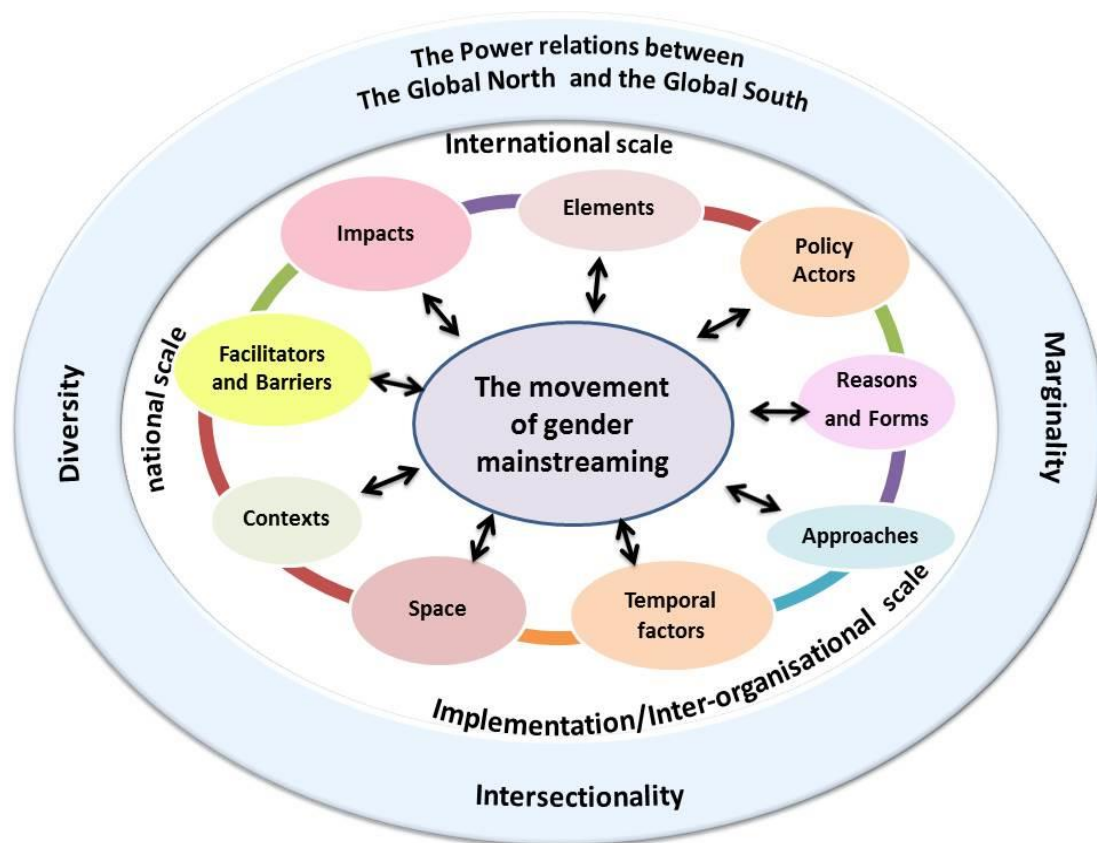 The Power relations between
The Global North and the Global South
International scale
Elements
Impacts
Policy
Actors
Facilitators
and Barriers
national scale
Diversity
Marginality
The movement
of gender
mainstreaming
Reasons
and Forms
Contexts
Approaches
Space
Temporal
factors
Implementation/Inter-organisational scale
Intersectionality